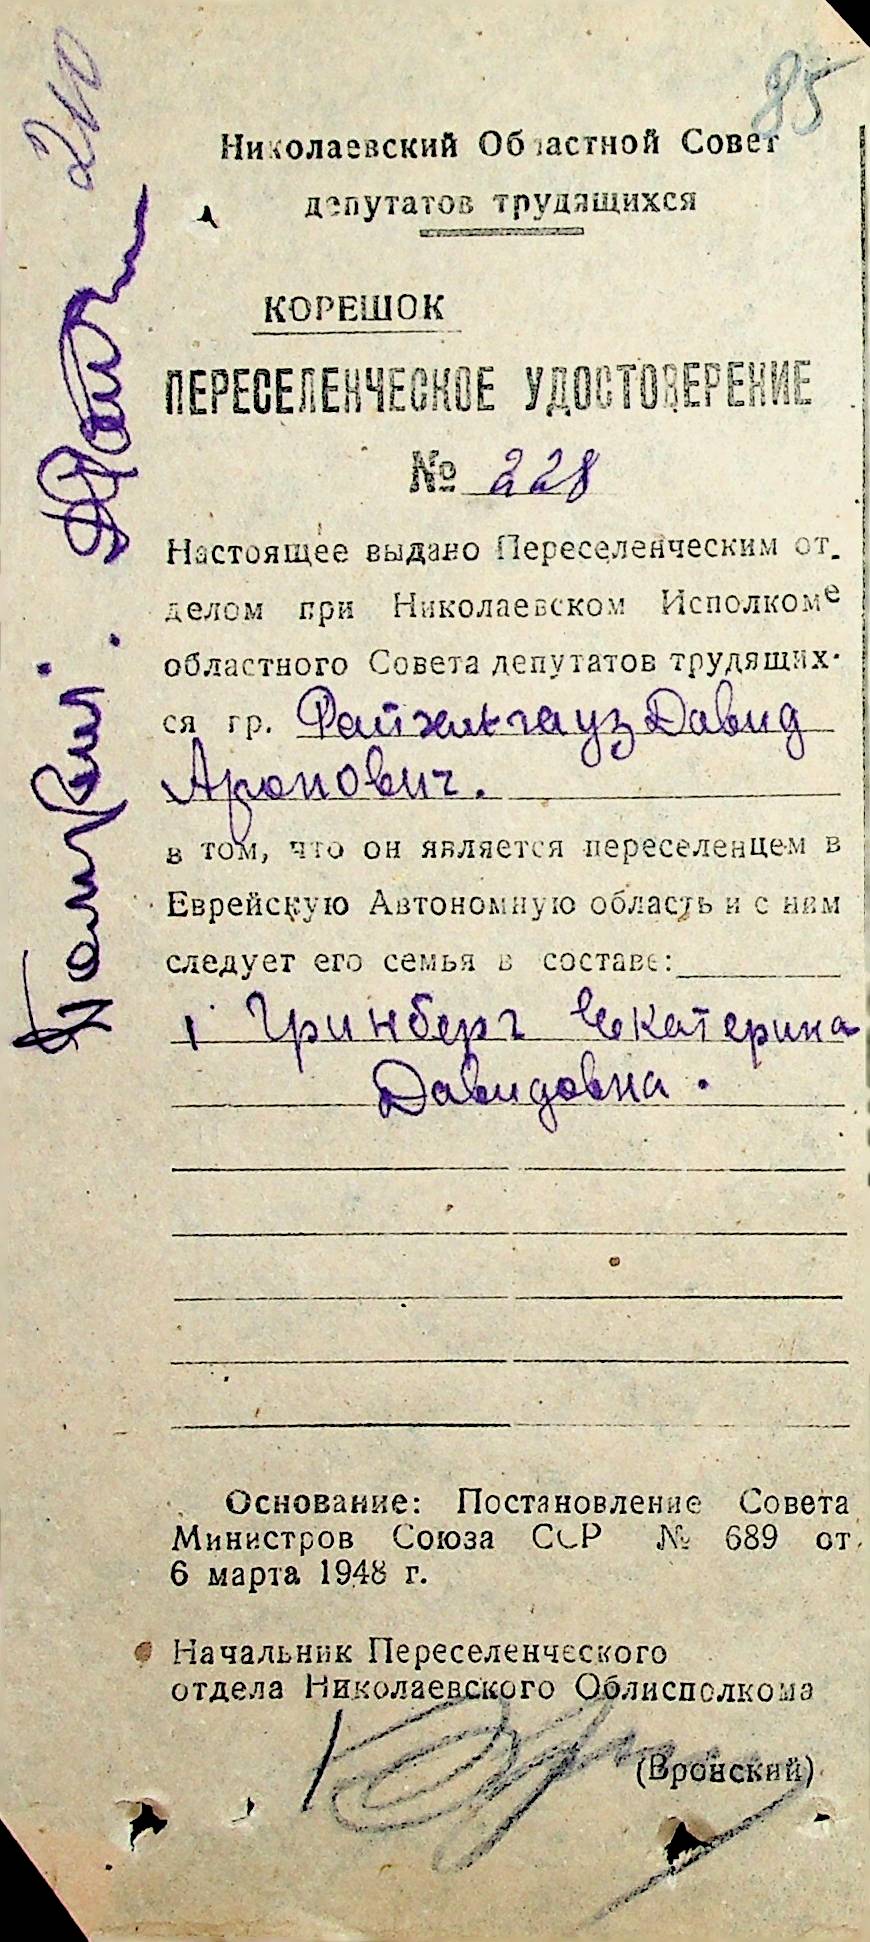 85
210
Николаевский Областной Совет
депутатов трудящихся
КОРЕШОК
ПЕРЕСЕЛЕНЧЕСКОЕ УДОСТОВЕРЕНИЕ
№ 228
Настоящее выдано Переселенческим от-
делом при Николаевском Исполкоме
областного Совета депутатов трудящих-
ся гр. Райхельгауз Давид
Аронович.
в том, что он является переселенцем в
Еврейскую Автономную область и с ним
следует его семья в составе:
1 Гринберг Екатерина
Давидовна.
Основание: Постановление Совета
Министров Союза ССР № 689 от
6 марта 1948 г.
Начальник Переселенческого
отдела Николаевского Облисполкома
(Вронский)